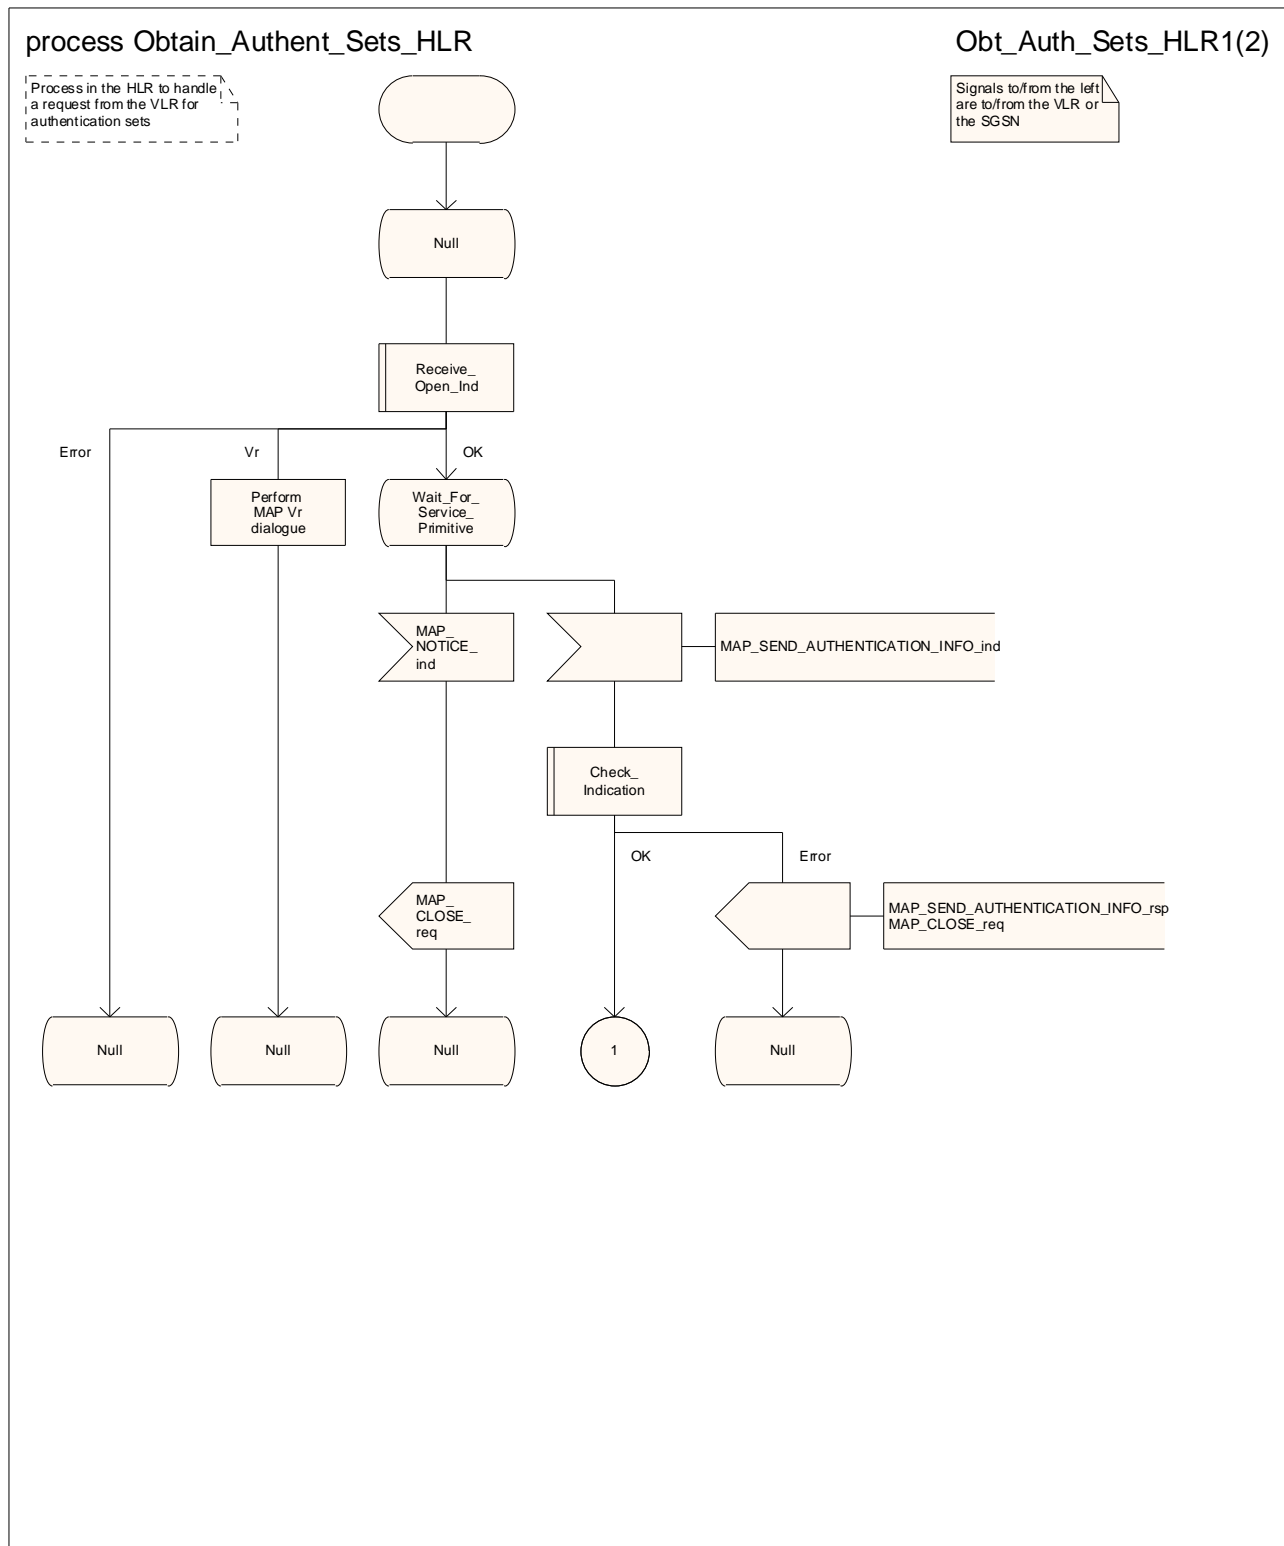 process Obtain_Authent_Sets_HLR
Obt_Auth_Sets_HLR1(2)
Process in the HLR to handle
a request from the VLR for
authentication sets
Signals to/from the left
are to/from the VLR or
the SGSN
Null
Receive_
Open_Ind
Error
Vr
OK
Perform
MAP Vr
dialogue
Wait_For_
Service_
Primitive
MAP_
NOTICE_
ind
MAP_SEND_AUTHENTICATION_INFO_ind
Check_
Indication
OK
Error
MAP_
CLOSE_
req
MAP_SEND_AUTHENTICATION_INFO_rsp
MAP_CLOSE_req
Null
Null
Null
1
Null